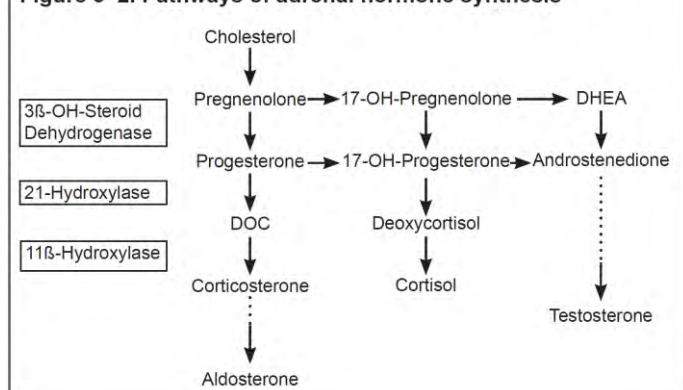 Figure 3-2. Pathways of adrenal hormone synthesis
Cholesterol
Pregnenolone 17-OH-Pregnenolone DHEA
3ß-OH-Steroid
Dehydrogenase
Progesterone 17-OH-Progesterone Androstenedione
21-Hydroxylase
DOC Deoxycortisol
11ß-Hydroxylase
Corticosterone Cortisol
Testosterone
Aldosterone